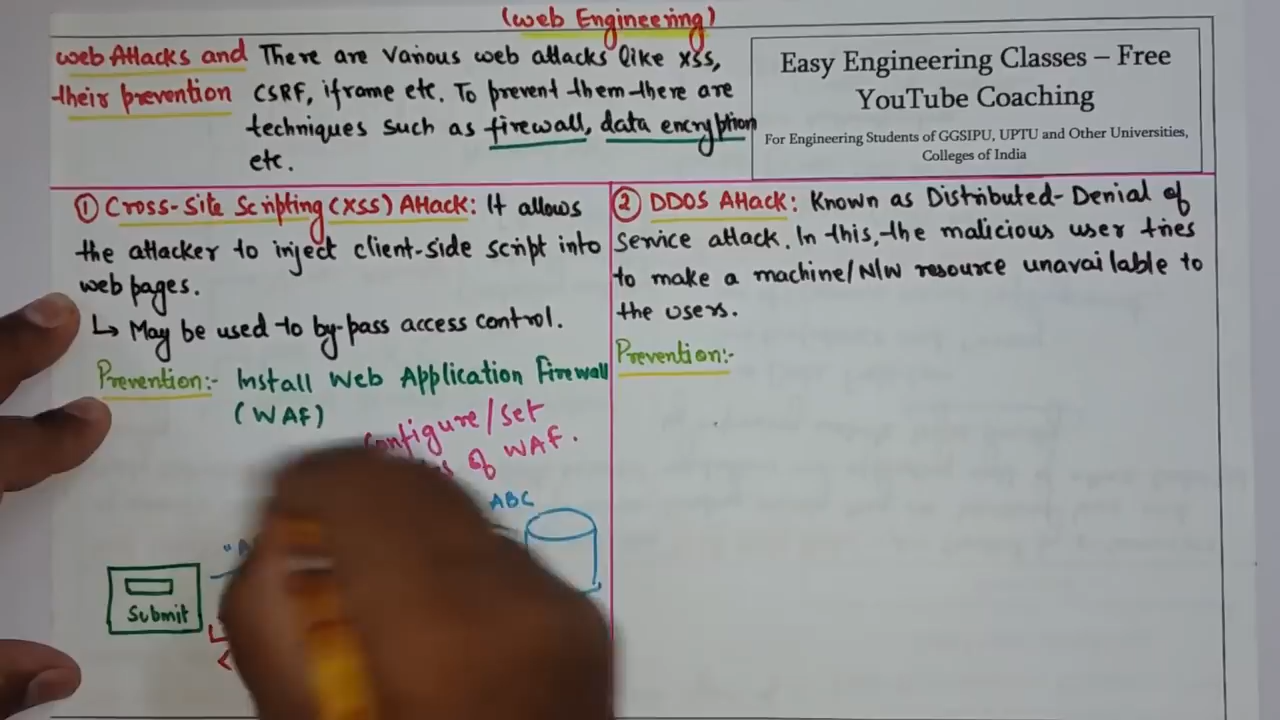 (Web Engineering)
Web Attacks and
their prevention
There are various web attacks like XSS,
CSRF, iframe etc. To prevent them there are
techniques such as firewall, data encryption
etc.
Easy Engineering Classes – Free
YouTube Coaching
For Engineering Students of GGSIPU, UPTU and Other Universities,
Colleges of India
① Cross-Site Scripting (XSS) Attack: It allows
the attacker to inject client-side script into
web pages.
↳ May be used to by-pass access control.
Prevention:- Install Web Application Firewall
(WAF)
Configure/Set
of WAF.
ABC
Submit
② DDOS Attack: Known as Distributed-Denial of
Service attack. In this, the malicious user tries
to make a machine/N/W resource unavailable to
the users.
Prevention:-